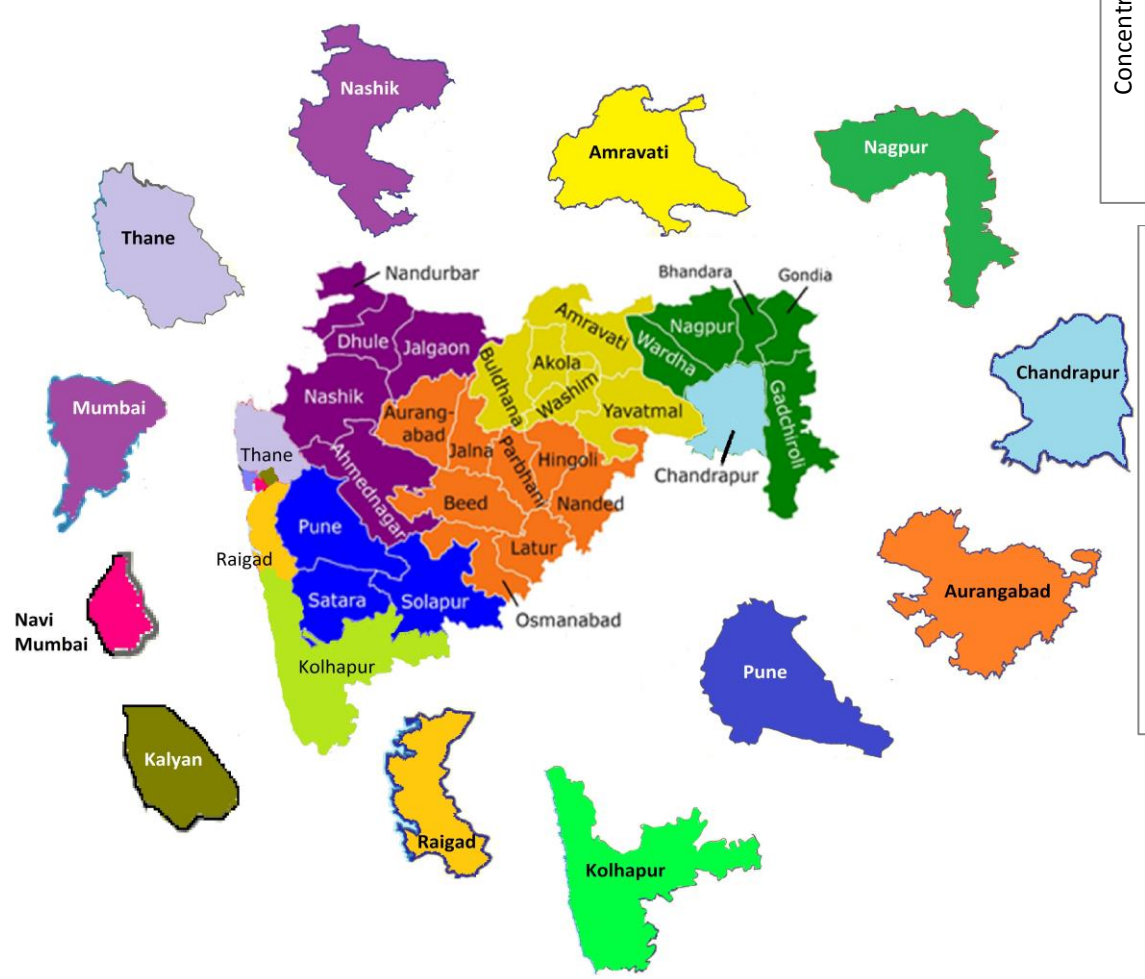 Concentr
Nashik
Amravati
Nagpur
Thane
Nandurbar
Bhandara
Gondia
Amravati
Nagpur
Dhule
Jalgaon
Akola
Wardha
Chandrapur
Buldhana
Mumbai
Nashik
Washim
Yavatmal
Aurang-
abad
Gadchiroli
Jalna
Parbhani
Hingoli
Thane
Ahmednagar
Chandrapur
Beed
Nanded
Pune
Latur
Aurangabad
Raigad
Satara
Solapur
Osmanabad
Navi
Mumbai
Kolhapur
Pune
Kalyan
Raigad
Kolhapur